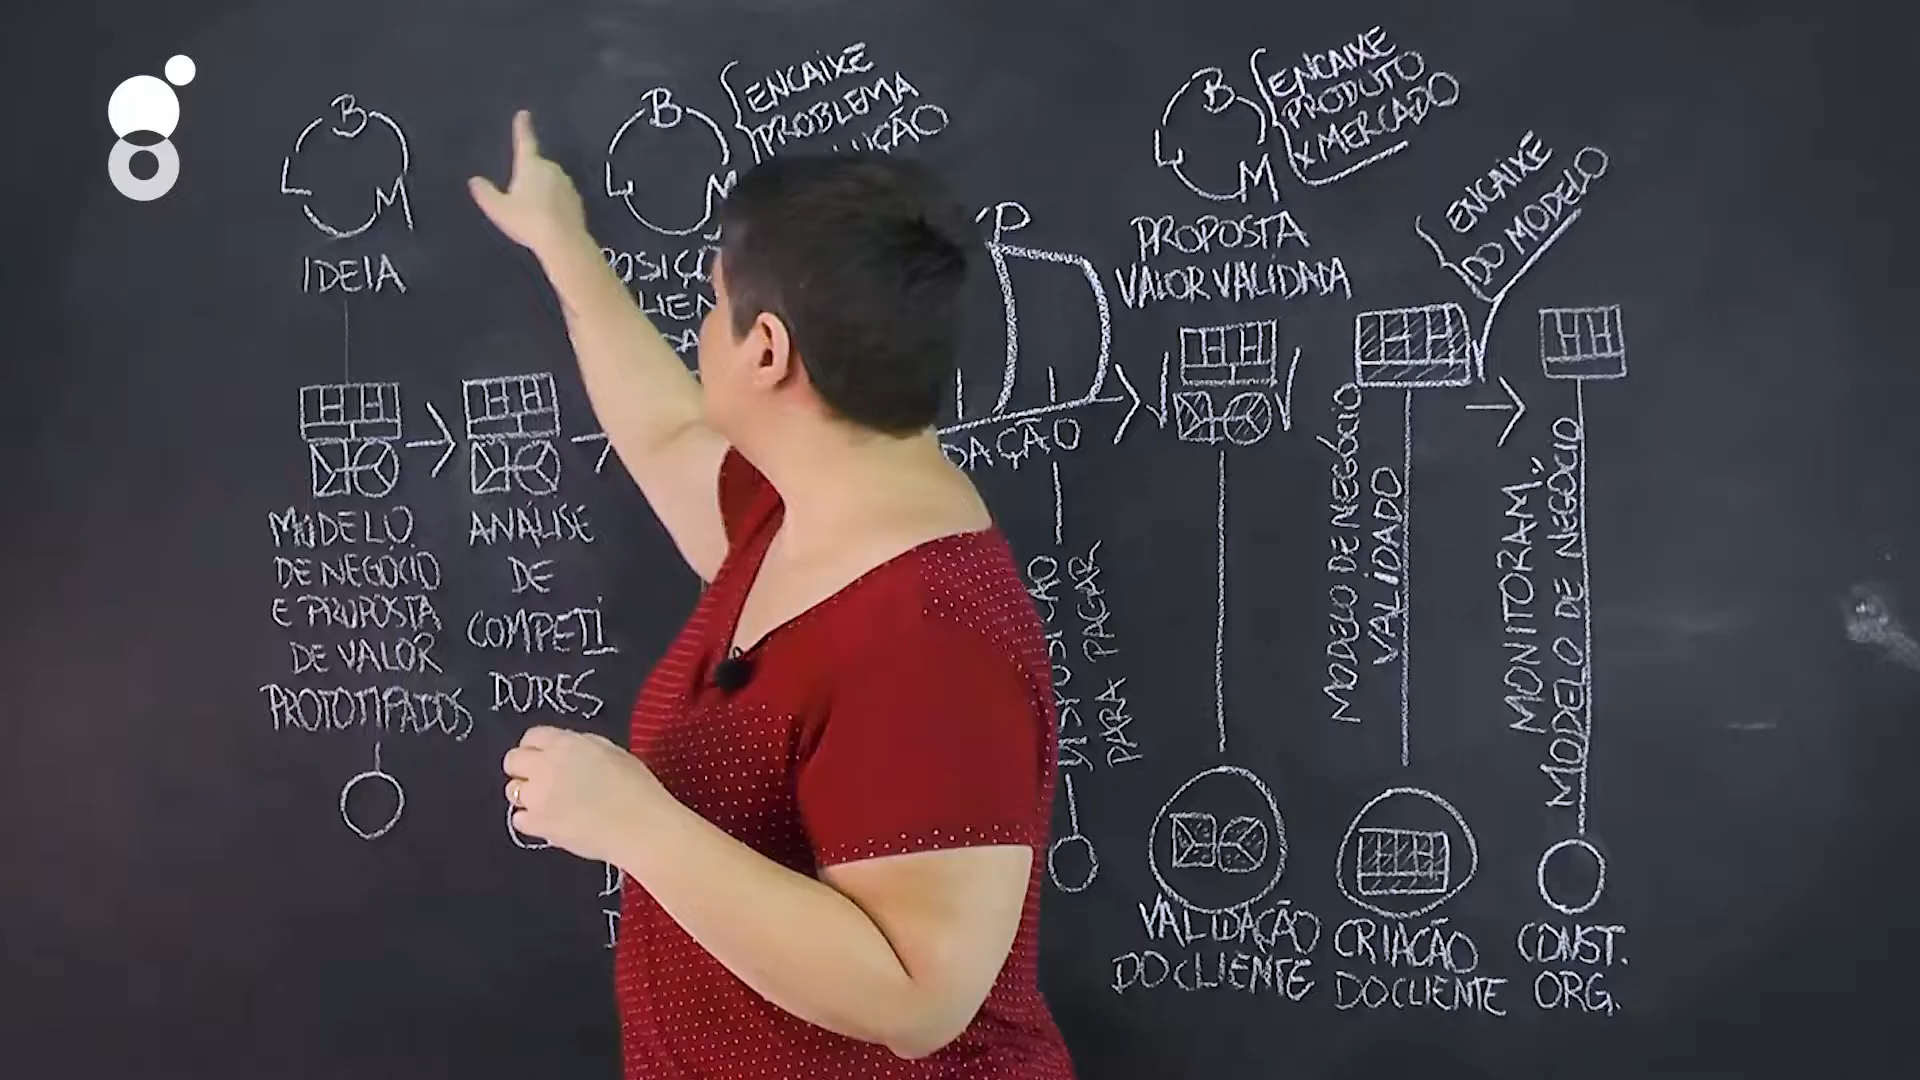 B
M
IDEIA
MODELO
DE NEGÓCIO
E PROPOSTA
DE VALOR
PROTOTIPADOS
ANÁLISE
DE
COMPETI
DORES
B
M
ENCAIXE
PROBLEMA
B
M
ENCAIXE
PRODUTO
X MERCADO
PROPOSTA
VALOR VALIDADA
ENCAIXE
DO MODELO
PARA PAGAR
MODELO DE NEGÓCIO
VALIDADO
MONITORAM.
MODELO DE NEGÓCIO
VALIDAÇÃO
DO CLIENTE
CRIAÇÃO
DO CLIENTE
CONST.
ORG.